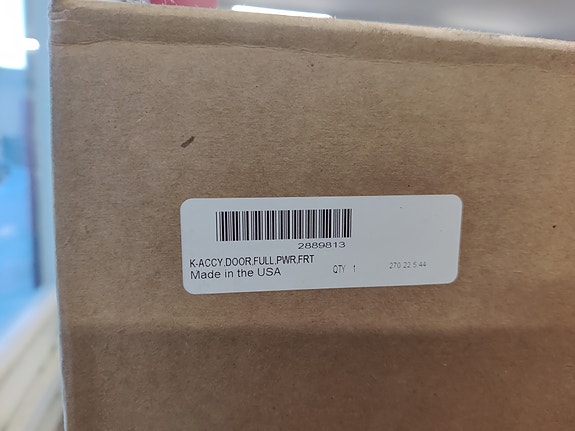 2889813
K-ACCY,DOOR,FULL,PWR,FRT
Made in the USA QTY 1 270 22 5 44